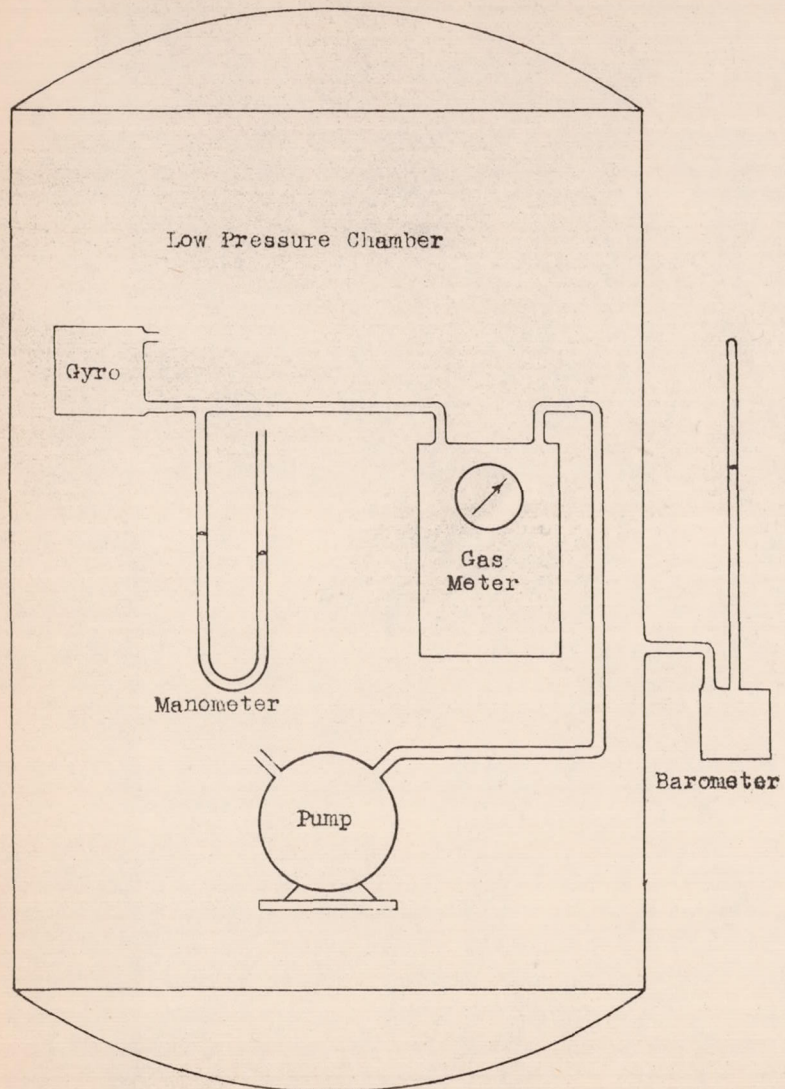 Low Pressure Chamber
Gyro
Gas
Meter
Manometer
Barometer
Pump